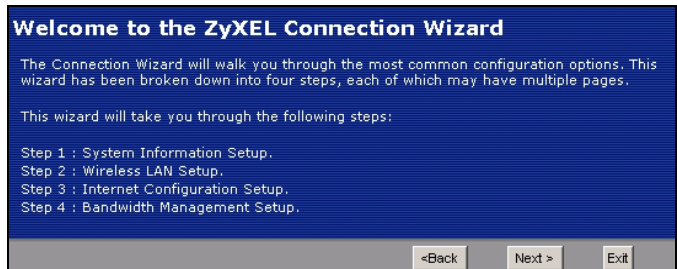 Welcome to the ZyXEL Connection Wizard
The Connection Wizard will walk you through the most common configuration options. This
wizard has been broken down into four steps, each of which may have multiple pages.
This wizard will take you through the following steps:
Step 1 : System Information Setup.
Step 2 : Wireless LAN Setup.
Step 3 : Internet Configuration Setup.
Step 4 : Bandwidth Management Setup.
<Back Next > Exit